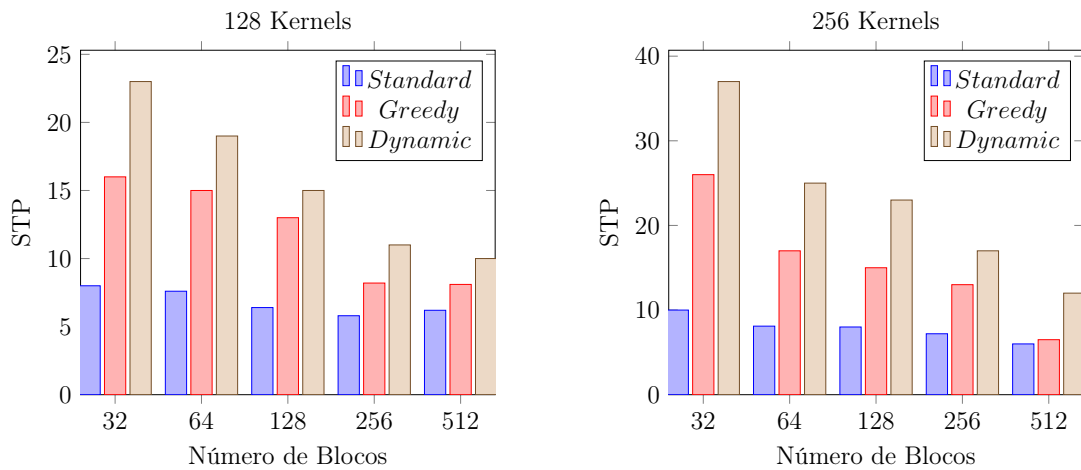 128 Kernels
25
20
15
10
5
0
STP
Standard
Greedy
Dynamic
32 64 128 256 512
Número de Blocos
256 Kernels
40
30
20
10
0
STP
Standard
Greedy
Dynamic
32 64 128 256 512
Número de Blocos